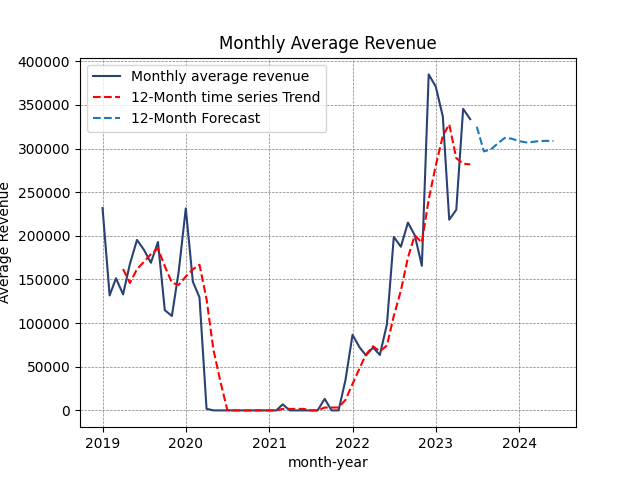 Monthly Average Revenue
Monthly average revenue
12-Month time series Trend
12-Month Forecast
400000
350000
300000
250000
200000
150000
100000
50000
0
Average Revenue
2019 2020 2021 2022 2023 2024
month-year